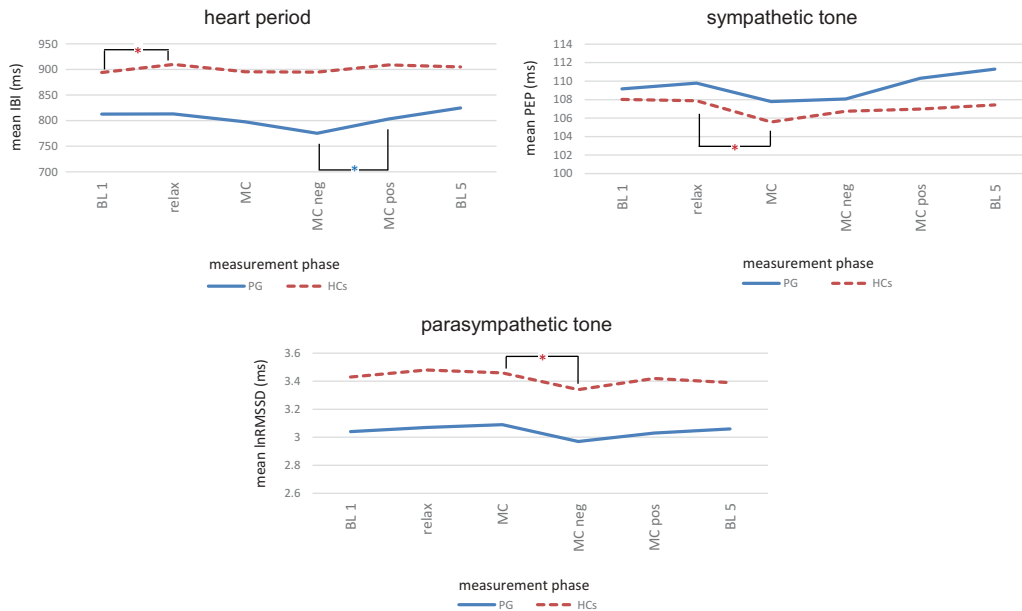 heart period
mean IBI (ms)
950
900
850
800
750
700
*
*
BL 1
relax
MC
MC neg
MC pos
BL 5
measurement phase
PG HCs
sympathetic tone
mean PEP (ms)
114
112
110
108
106
104
102
100
*
BL 1
relax
MC
MC neg
MC pos
BL 5
measurement phase
PG HCs
parasympathetic tone
mean lnRMSSD (ms)
3.6
3.4
3.2
3
2.8
2.6
*
BL 1
relax
MC
MC neg
MC pos
BL 5
measurement phase
PG HCs